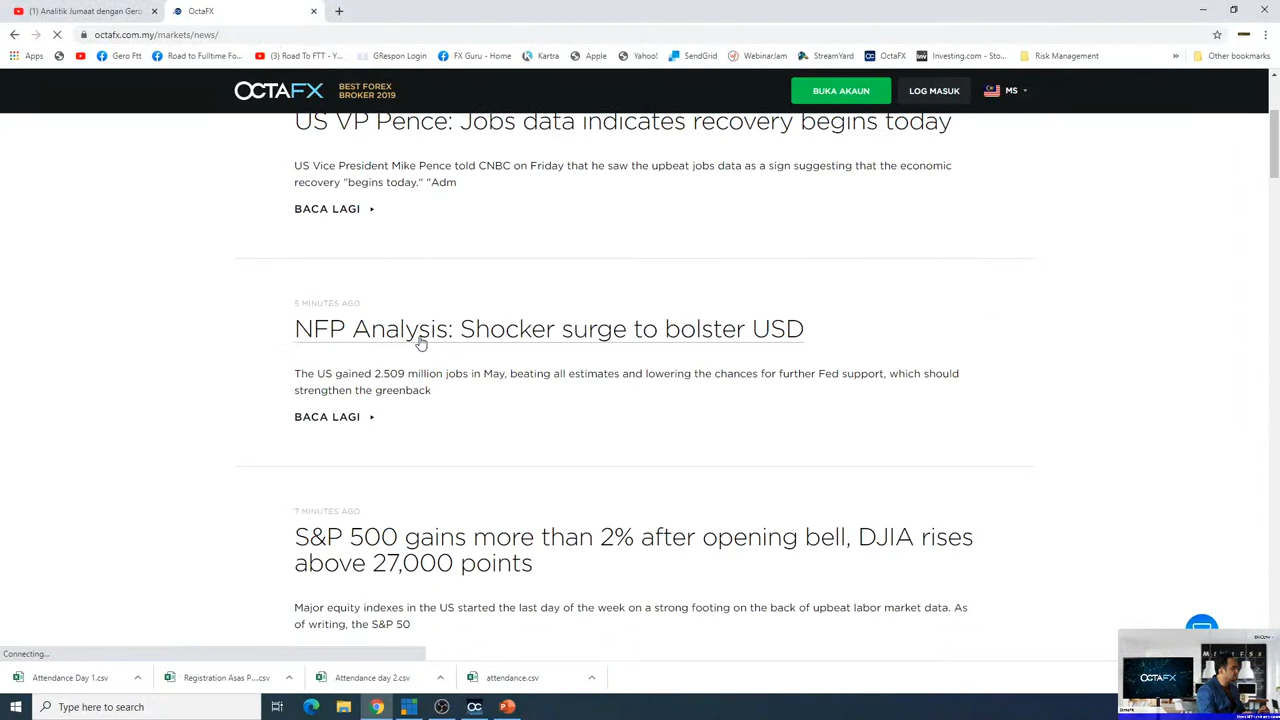 (1) Analitik Jumaat dengan Gero
OctaFX
octafx.com.my/markets/news/
Apps
Gero Ftt
Road to Fulltime Fo...
(3) Road To FTT - Y...
GRespon Login
FX Guru - Home
Kartra
Apple
Yahoo!
SendGrid
WebinarJam
StreamYard
OctaFX
Investing.com - Sto...
Risk Management
»
Other bookmarks
OCTAFX
BEST FOREX
BROKER 2019
BUKA AKAUN
LOG MASUK
MS
US VP Pence: Jobs data indicates recovery begins today
US Vice President Mike Pence told CNBC on Friday that he saw the upbeat jobs data as a sign suggesting that the economic
recovery "begins today." "Adm
BACA LAGI
5 MINUTES AGO
NFP Analysis: Shocker surge to bolster USD
The US gained 2.509 million jobs in May, beating all estimates and lowering the chances for further Fed support, which should
strengthen the greenback
BACA LAGI
7 MINUTES AGO
S&P 500 gains more than 2% after opening bell, DJIA rises
above 27,000 points
Major equity indexes in the US started the last day of the week on a strong footing on the back of upbeat labor market data. As
of writing, the S&P 50
Connecting...
OCTAFX
Attendance Day 1.csv
Registration Asas P....csv
Attendance day 2.csv
attendance.csv
Type here to search